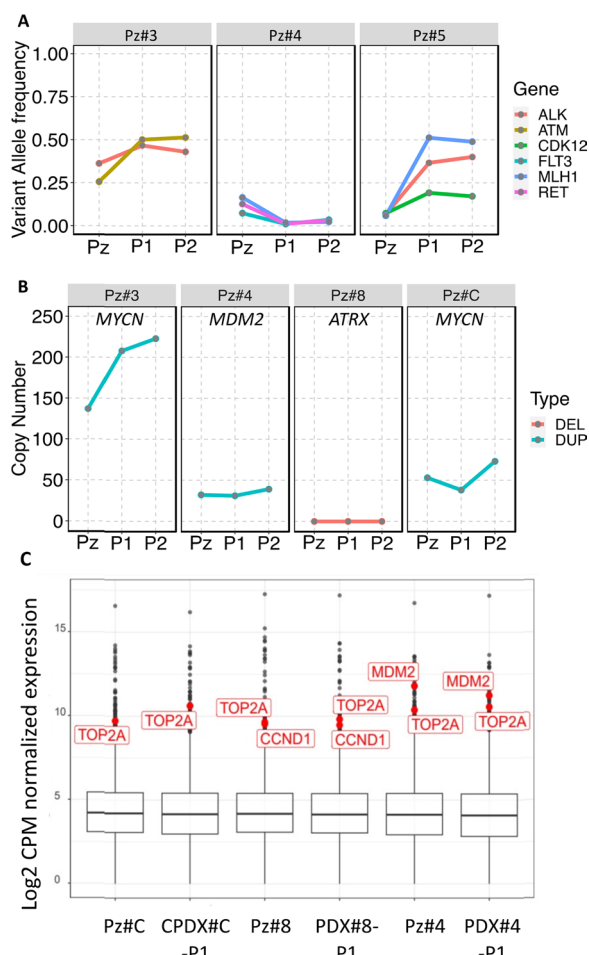 A
Pz#3 Pz#4 Pz#5
Variant Allele frequency
1.00
0.75
0.50
0.25
0.00
Pz P1 P2 Pz P1 P2 Pz P1 P2
Gene
ALK
ATM
CDK12
FLT3
MLH1
RET
B
Pz#3 Pz#4 Pz#8 Pz#C
MYCN MDM2 ATRX MYCN
Copy Number
250
200
150
100
50
0
Pz P1 P2 Pz P1 P2 Pz P1 P2 Pz P1 P2
Type
DEL
DUP
C
Log2 CPM normalized expression
15
10
5
0
TOP2A
TOP2A
TOP2A
CCND1
TOP2A
CCND1
MDM2
TOP2A
MDM2
TOP2A
Pz#C CPDX#C Pz#8 PDX#8- Pz#4 PDX#4
-P1 P1 -P1